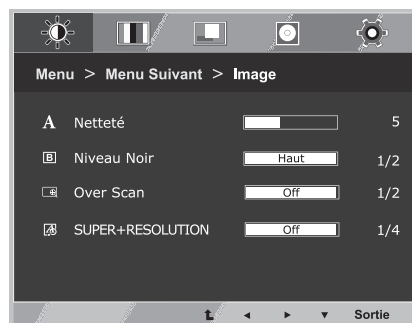 Menu > Menu Suivant > Image
A Netteté 5
B Niveau Noir Haut 1/2
Over Scan Off 1/2
SUPER+RESOLUTION Off 1/4
Sortie